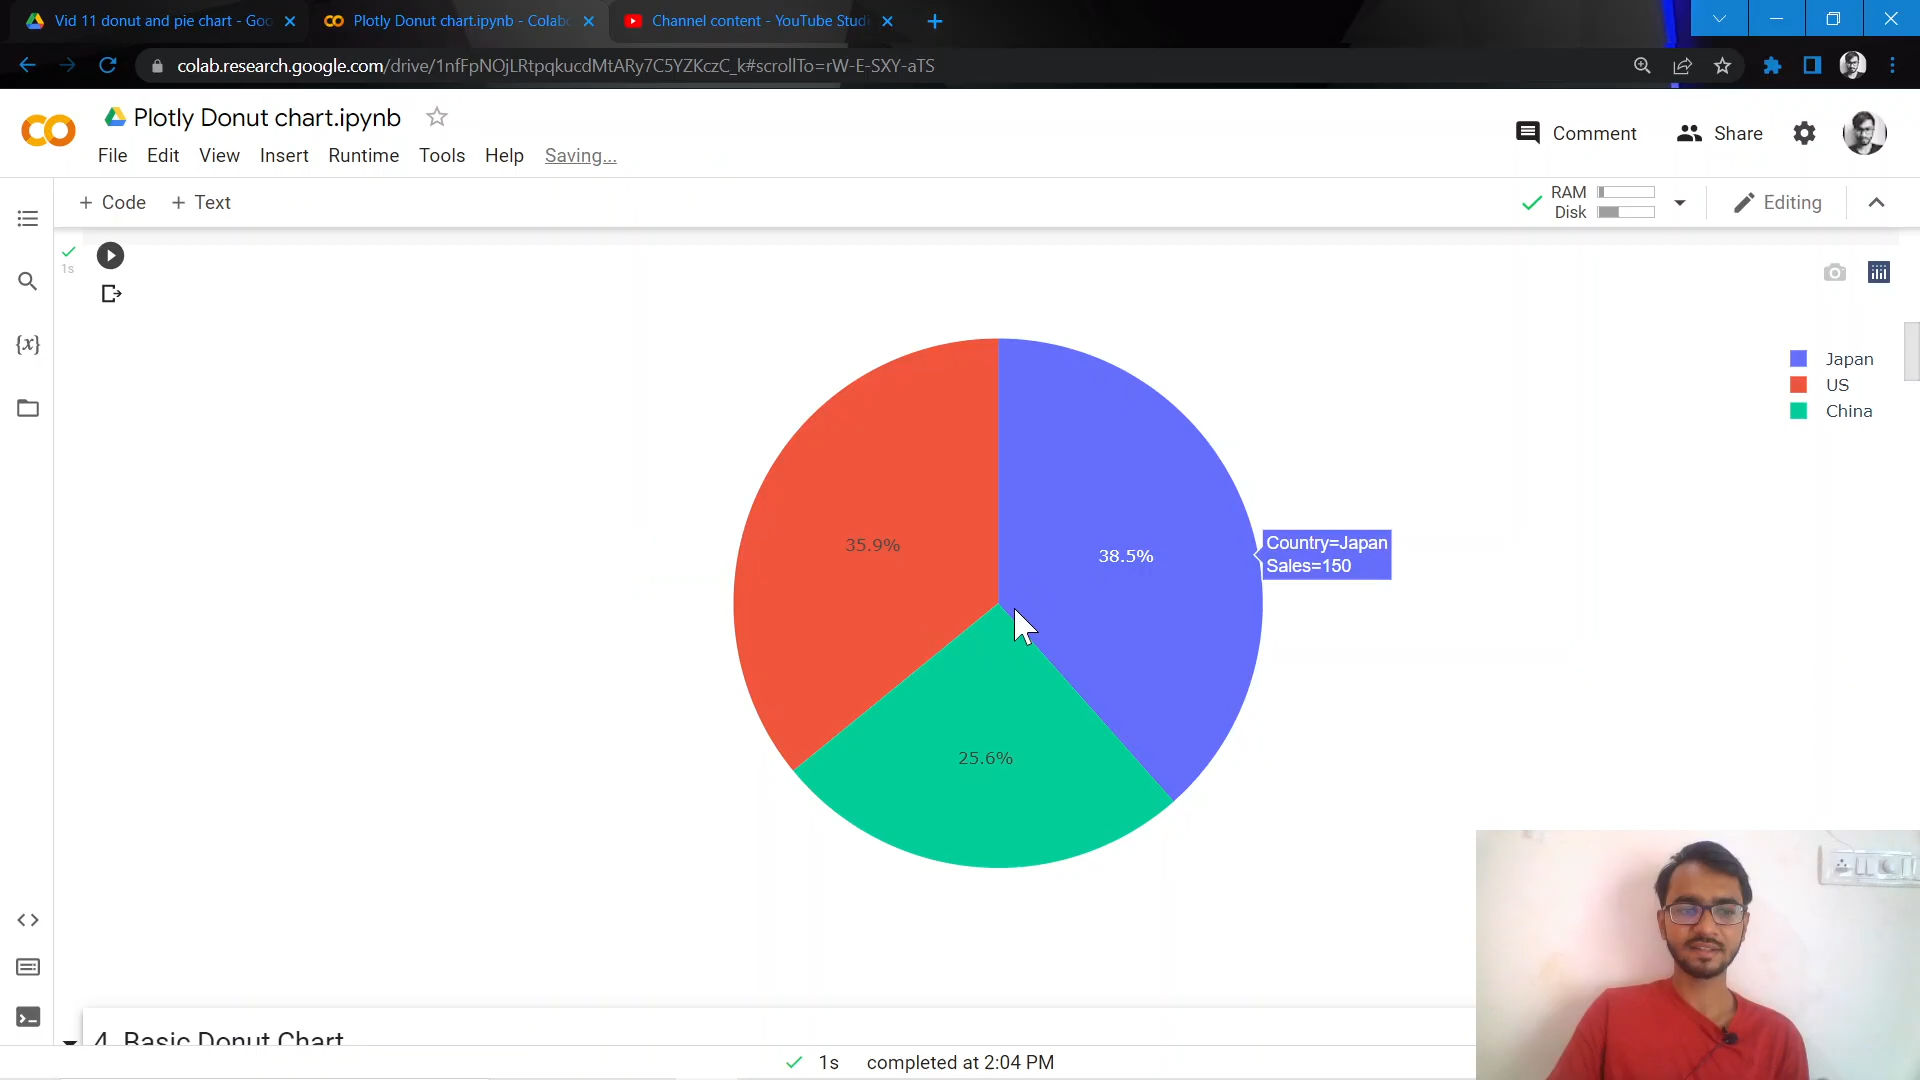 Vid 11 donut and pie chart - Goo
Plotly Donut chart.ipynb - Colab
Channel content - YouTube Studi
colab.research.google.com/drive/1nfFpNOjLRtpqkucdMtARy7C5YZKczC_k#scrollTo=rW-E-SXY-aTS
Plotly Donut chart.ipynb
Comment
Share
File Edit View Insert Runtime Tools Help Saving...
+ Code + Text
RAM
Disk
Editing
1s
{x}
Japan
US
China
35.9%
38.5%
25.6%
Country=Japan
Sales=150
4. Basic Donut Chart
1s completed at 2:04 PM